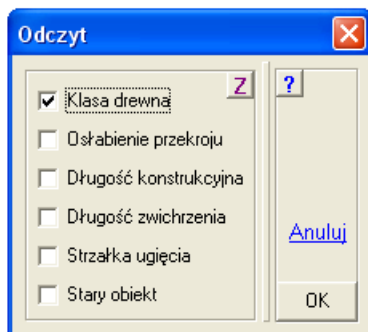 Odczyt
Klasa drewna
Z
?
Osłabienie przekroju
Długość konstrukcyjna
Długość zwichrzenia
Anuluj
Strzałka ugięcia
Stary obiekt
OK